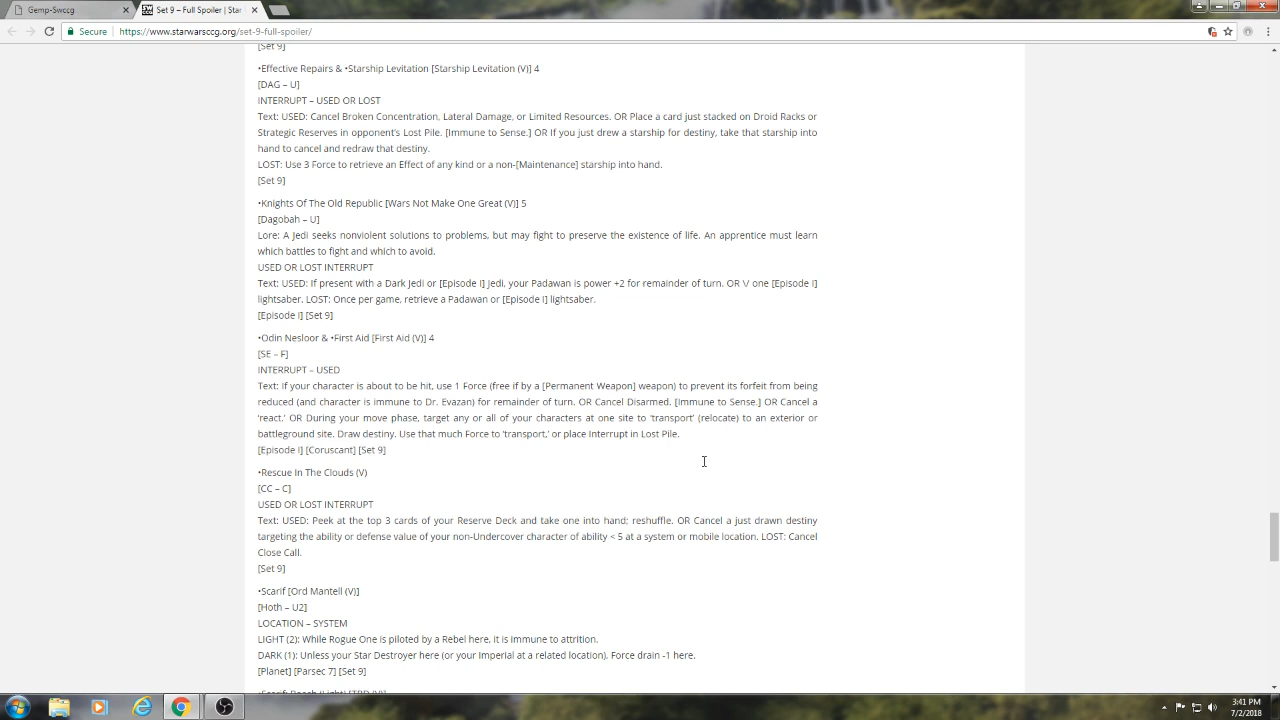 Gemp-Swccg
Set 9 – Full Spoiler | Star
Secure
https://www.starwarsccg.org/set-9-full-spoiler/
[Set 9]
•Effective Repairs & •Starship Levitation [Starship Levitation (V)] 4
[DAG – U]
INTERRUPT – USED OR LOST
Text: USED: Cancel Broken Concentration, Lateral Damage, or Limited Resources. OR Place a card just stacked on Droid Racks or
Strategic Reserves in opponent's Lost Pile. [Immune to Sense.] OR If you just drew a starship for destiny, take that starship into
hand to cancel and redraw that destiny.
LOST: Use 3 Force to retrieve an Effect of any kind or a non-[Maintenance] starship into hand.
[Set 9]
•Knights Of The Old Republic [Wars Not Make One Great (V)] 5
[Dagobah – U]
Lore: A Jedi seeks nonviolent solutions to problems, but may fight to preserve the existence of life. An apprentice must learn
which battles to fight and which to avoid.
USED OR LOST INTERRUPT
Text: USED: If present with a Dark Jedi or [Episode I] Jedi, your Padawan is power +2 for remainder of turn. OR \/ one [Episode I]
lightsaber. LOST: Once per game, retrieve a Padawan or [Episode I] lightsaber.
[Episode I] [Set 9]
•Odin Nesloor & •First Aid [First Aid (V)] 4
[SE – F]
INTERRUPT – USED
Text: If your character is about to be hit, use 1 Force (free if by a [Permanent Weapon] weapon) to prevent its forfeit from being
reduced (and character is immune to Dr. Evazan) for remainder of turn. OR Cancel Disarmed. [Immune to Sense.] OR Cancel a
'react.' OR During your move phase, target any or all of your characters at one site to 'transport' (relocate) to an exterior or
battleground site. Draw destiny. Use that much Force to 'transport,' or place Interrupt in Lost Pile.
[Episode I] [Coruscant] [Set 9]
•Rescue In The Clouds (V)
[CC – C]
USED OR LOST INTERRUPT
Text: USED: Peek at the top 3 cards of your Reserve Deck and take one into hand; reshuffle. OR Cancel a just drawn destiny
targeting the ability or defense value of your non-Undercover character of ability < 5 at a system or mobile location. LOST: Cancel
Close Call.
[Set 9]
•Scarif [Ord Mantell (V)]
[Hoth – U2]
LOCATION – SYSTEM
LIGHT (2): While Rogue One is piloted by a Rebel here, it is immune to attrition.
DARK (1): Unless your Star Destroyer here (or your Imperial at a related location), Force drain -1 here.
[Planet] [Parsec 7] [Set 9]
3:41 PM
7/2/2018